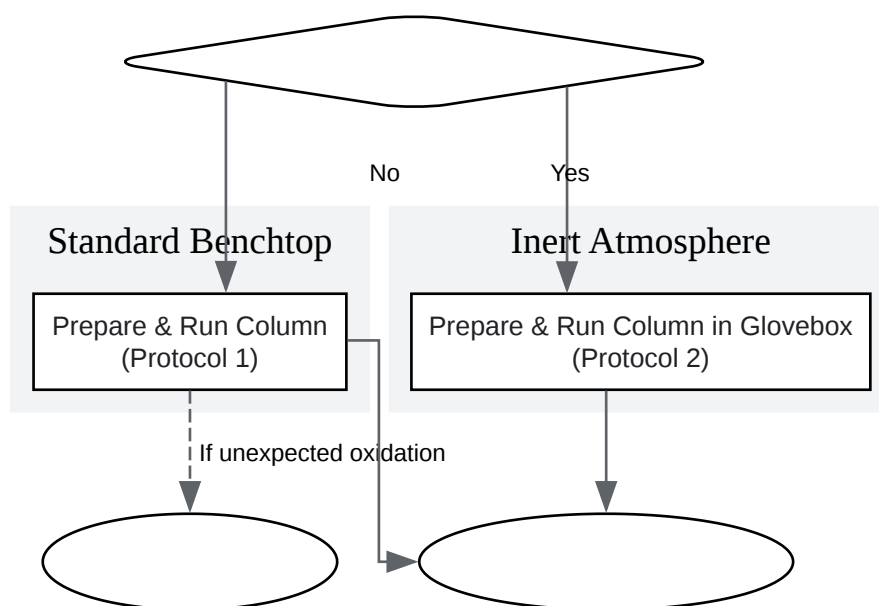 No
Yes
Standard Benchtop
Inert Atmosphere
Prepare & Run Column
(Protocol 1)
Prepare & Run Column in Glovebox
(Protocol 2)
If unexpected oxidation